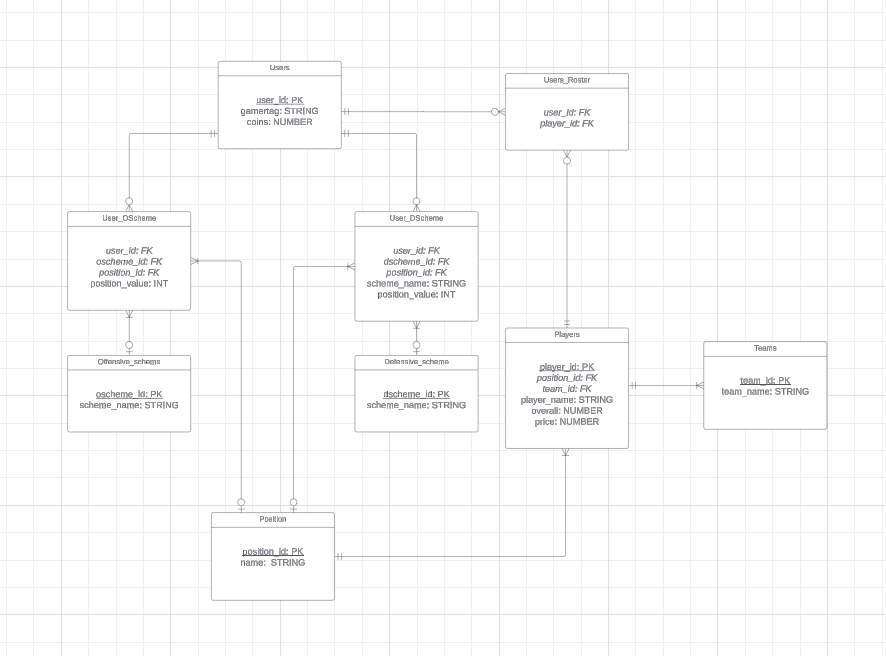 Users
user_id: PK
gamertag: STRING
coins: NUMBER
Users_Roster
user_id: FK
player_id: FK
User_OScheme
user_id: FK
oscheme_id: FK
position_id: FK
position_value: INT
User_DScheme
user_id: FK
dscheme_id: FK
position_id: FK
scheme_name: STRING
position_value: INT
Offensive_scheme
oscheme_id: PK
scheme_name: STRING
Defensive_scheme
dscheme_id: PK
scheme_name: STRING
Players
player_id: PK
position_id: FK
team_id: FK
player_name: STRING
overall: NUMBER
price: NUMBER
Teams
team_id: PK
team_name: STRING
Position
position_id: PK
name: STRING